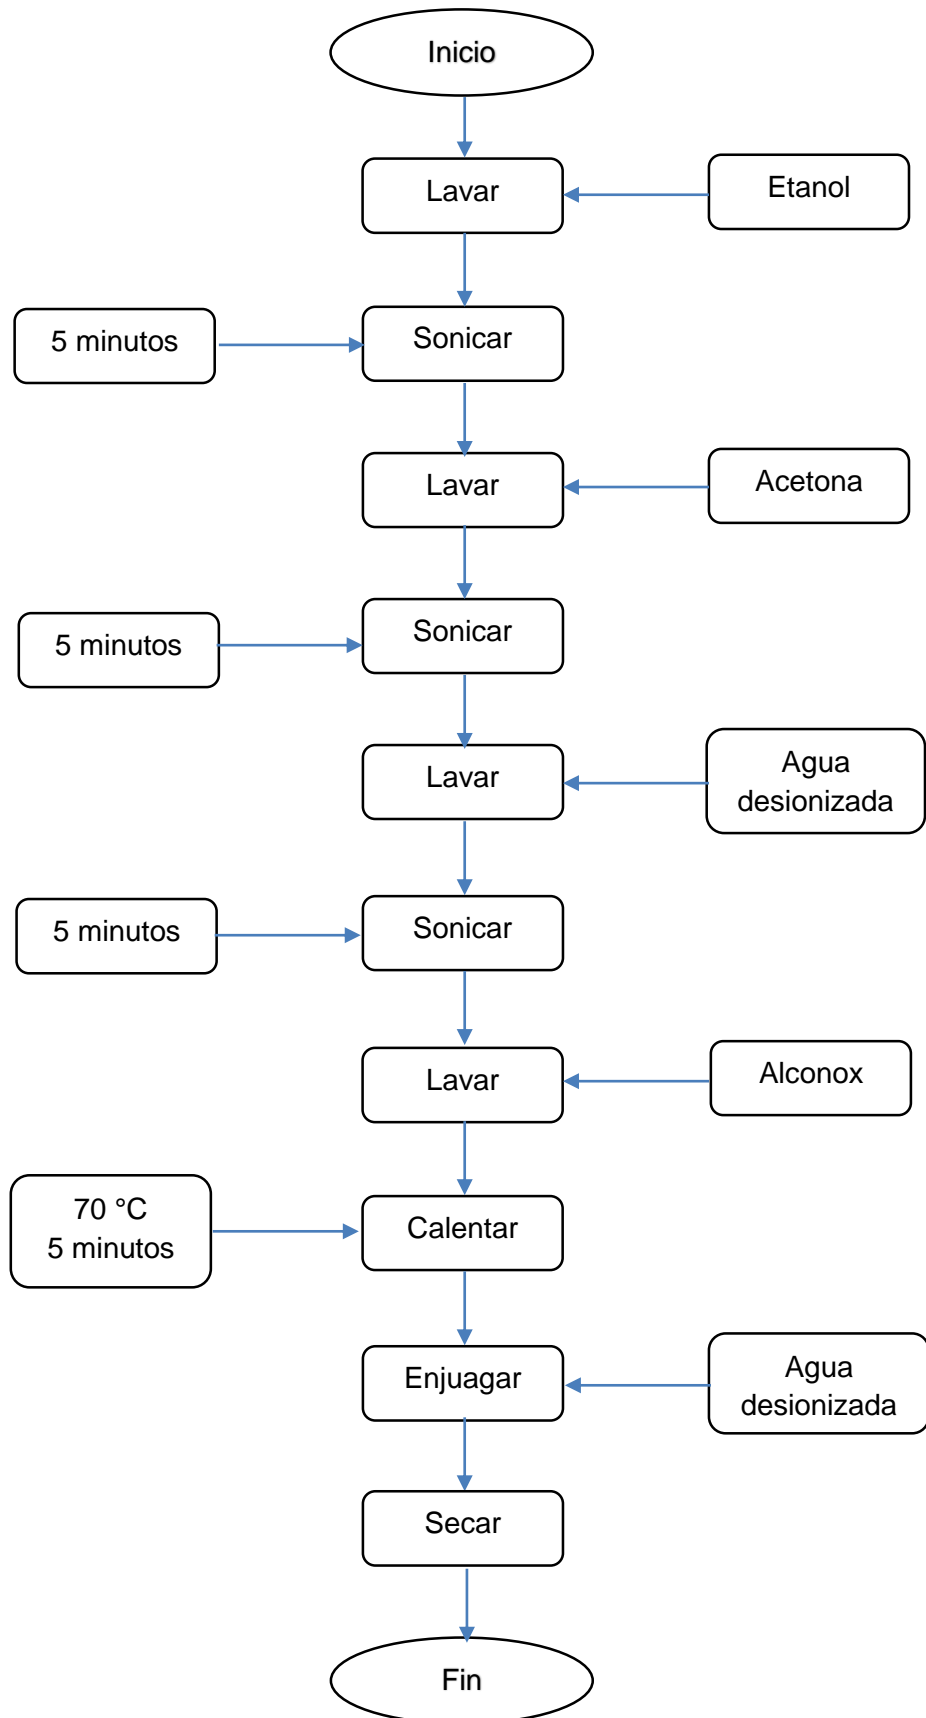 Inicio
Lavar
Etanol
5 minutos
Sonicar
Lavar
Acetona
5 minutos
Sonicar
Lavar
Agua
desionizada
5 minutos
Sonicar
Lavar
Alconox
70 °C
5 minutos
Calentar
Enjuagar
Agua
desionizada
Secar
Fin